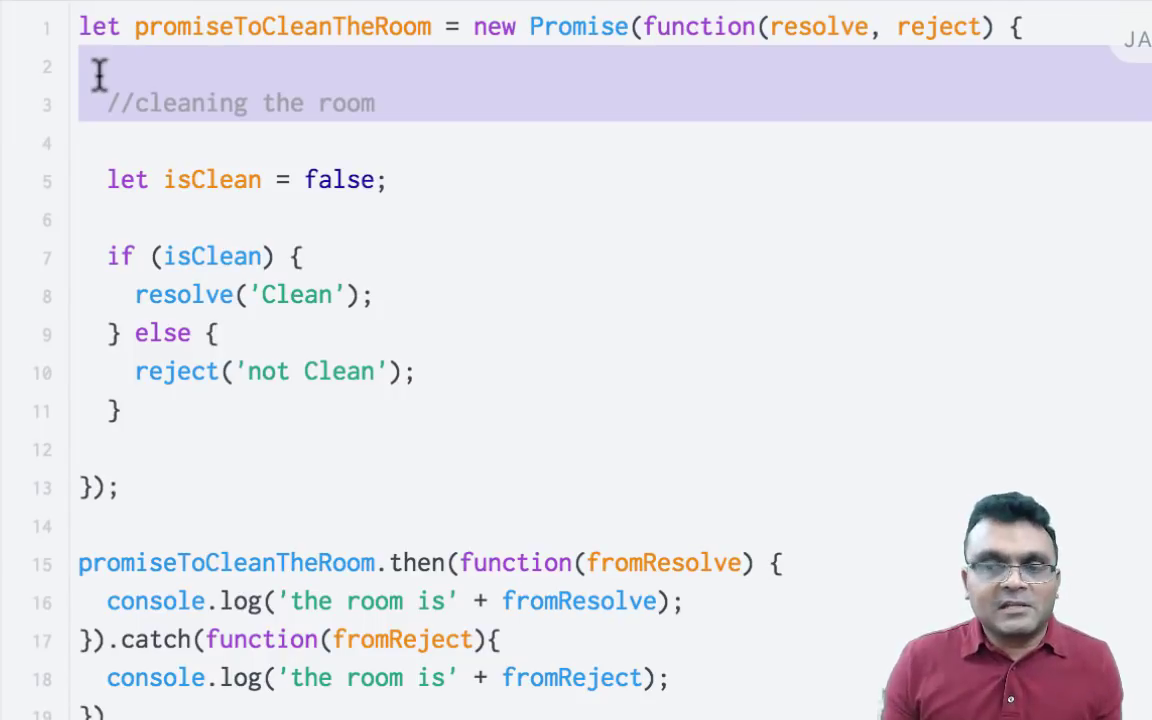 1 let promiseToCleanTheRoom = new Promise(function(resolve, reject) {
JA
2
3 //cleaning the room
4
5 let isClean = false;
6
7 if (isClean) {
8 resolve('Clean');
9 } else {
10 reject('not Clean');
11 }
12
13 });
14
15 promiseToCleanTheRoom.then(function(fromResolve) {
16 console.log('the room is' + fromResolve);
17 }).catch(function(fromReject){
18 console.log('the room is' + fromReject);
19 })